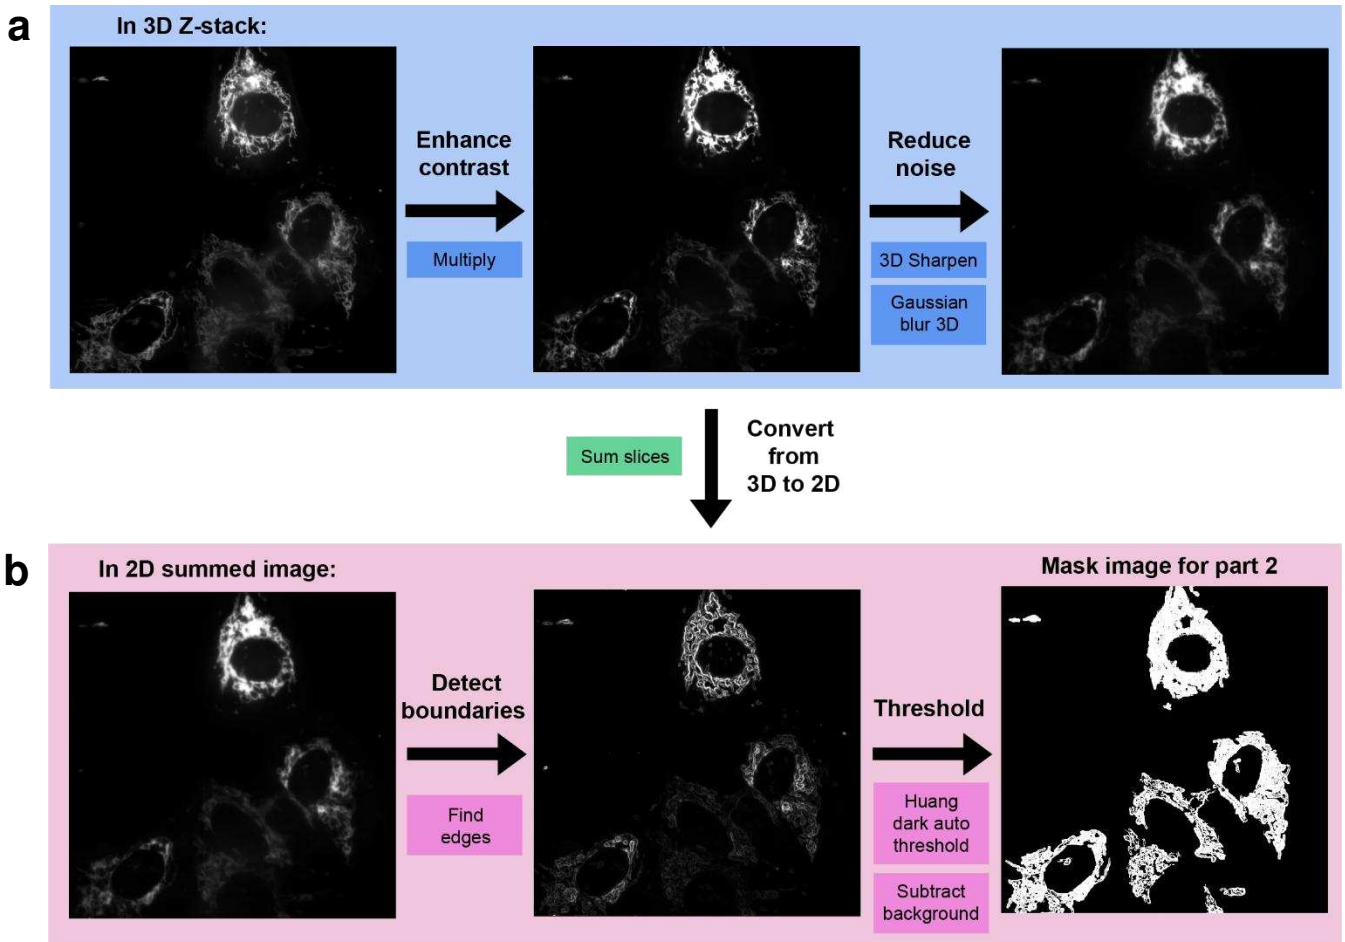 a
In 3D Z-stack:
Enhance
contrast
Multiply
Reduce
noise
3D Sharpen
Gaussian
blur 3D
Sum slices
Convert
from
3D to 2D
b
In 2D summed image:
Mask image for part 2
Detect
boundaries
Find
edges
Threshold
Huang
dark auto
threshold
Subtract
background